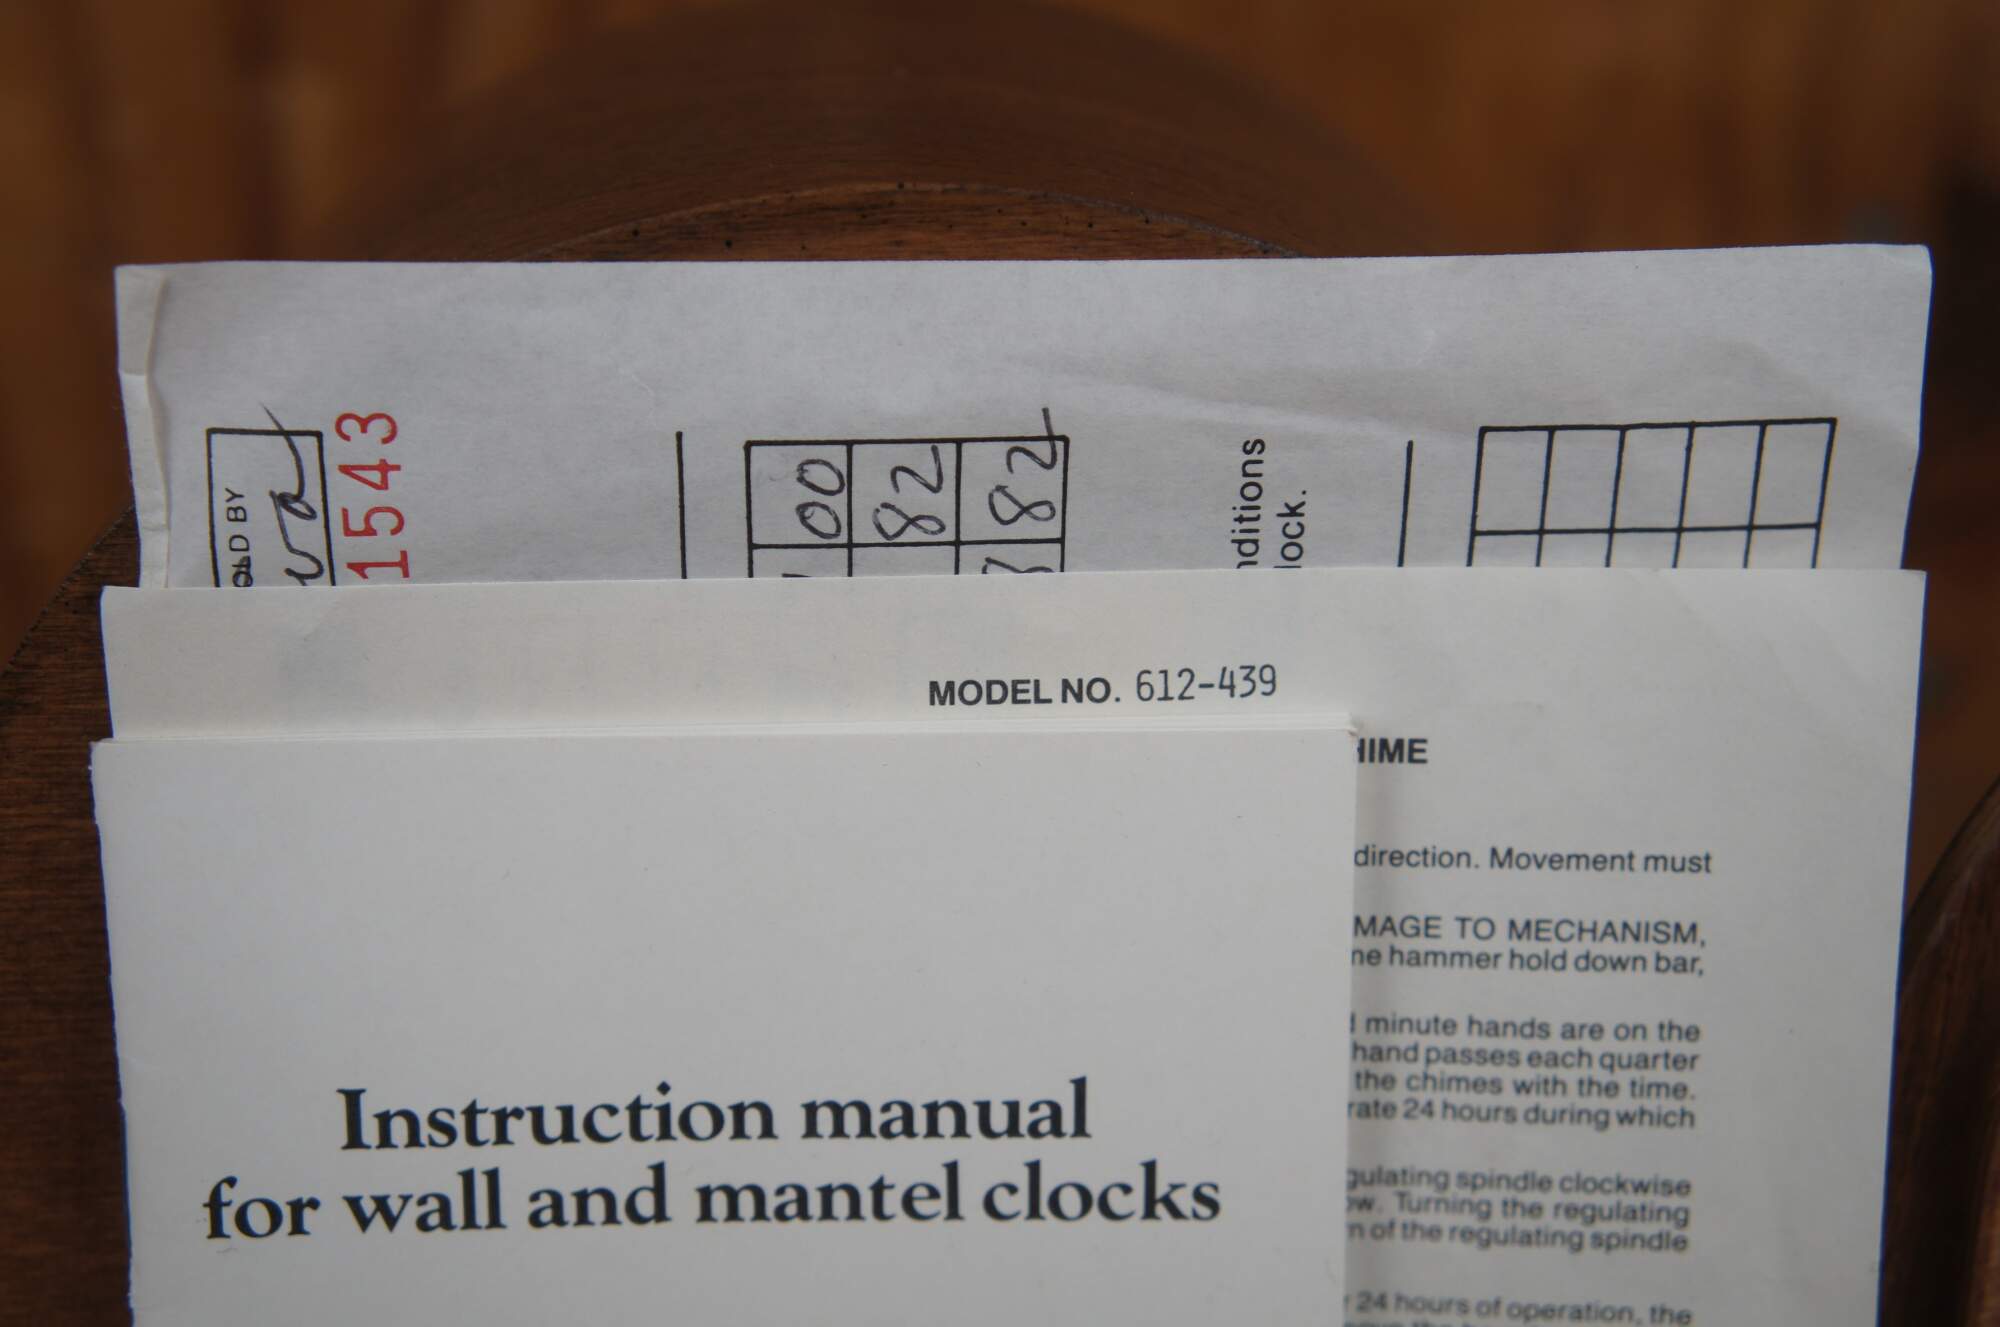 SOLD BY
1543
00
82
82
nditions
lock.
MODEL NO. 612-439
HIME
direction. Movement must
MAGE TO MECHANISM,
me hammer hold down bar,
minute hands are on the
hand passes each quarter
the chimes with the time.
rate 24 hours during which
gulating spindle clockwise
ow. Turning the regulating
of the regulating spindle
24 hours of operation, the
Instruction manual
for wall and mantel clocks